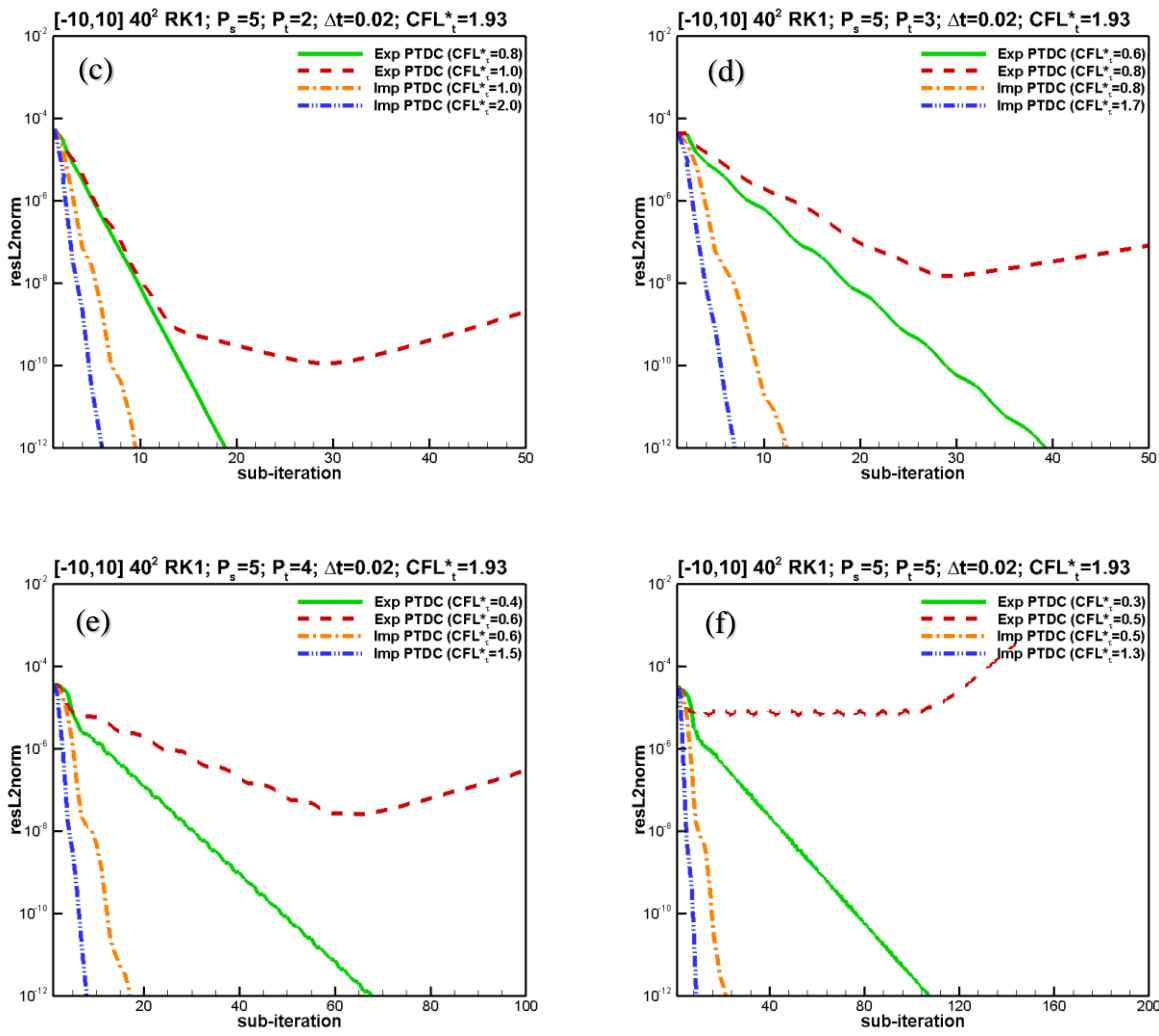 [-10,10] 40² RK1; Pₛ=5; Pₜ=2; Δt=0.02; CFL*ₜ=1.93
(c)
Exp PTDC (CFL*τ=0.8)
Exp PTDC (CFL*τ=1.0)
Imp PTDC (CFL*τ=1.0)
Imp PTDC (CFL*τ=2.0)
resL2norm
10⁻²
10⁻⁴
10⁻⁶
10⁻⁸
10⁻¹⁰
10⁻¹²
10 20 30 40 50
sub-iteration
[-10,10] 40² RK1; Pₛ=5; Pₜ=3; Δt=0.02; CFL*ₜ=1.93
(d)
Exp PTDC (CFL*τ=0.6)
Exp PTDC (CFL*τ=0.8)
Imp PTDC (CFL*τ=0.8)
Imp PTDC (CFL*τ=1.7)
resL2norm
10⁻²
10⁻⁴
10⁻⁶
10⁻⁸
10⁻¹⁰
10⁻¹²
10 20 30 40 50
sub-iteration
[-10,10] 40² RK1; Pₛ=5; Pₜ=4; Δt=0.02; CFL*ₜ=1.93
(e)
Exp PTDC (CFL*τ=0.4)
Exp PTDC (CFL*τ=0.6)
Imp PTDC (CFL*τ=0.6)
Imp PTDC (CFL*τ=1.5)
resL2norm
10⁻²
10⁻⁴
10⁻⁶
10⁻⁸
10⁻¹⁰
10⁻¹²
20 40 60 80 100
sub-iteration
[-10,10] 40² RK1; Pₛ=5; Pₜ=5; Δt=0.02; CFL*ₜ=1.93
(f)
Exp PTDC (CFL*τ=0.3)
Exp PTDC (CFL*τ=0.5)
Imp PTDC (CFL*τ=0.5)
Imp PTDC (CFL*τ=1.3)
resL2norm
10⁻²
10⁻⁴
10⁻⁶
10⁻⁸
10⁻¹⁰
10⁻¹²
40 80 120 160 200
sub-iteration